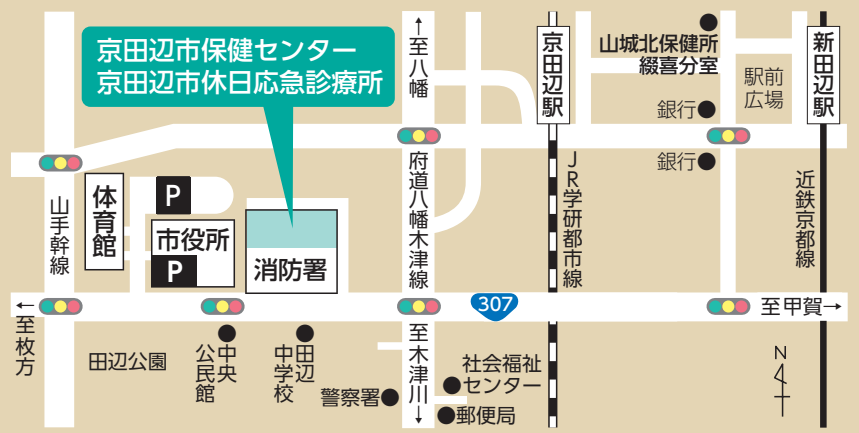 京田辺市保健センター
京田辺市休日応急診療所
↑至八幡
京田辺駅
山城北保健所
綴喜分室
駅前
広場
新田辺駅
銀行
銀行
体育館
P
市役所
P
消防署
山手幹線
府道八幡木津線
JR学研都市線
近鉄京都線
307
至甲賀→
←至枚方
田辺公園
中央
公民館
田辺
中学校
警察署
至木津川→
社会福祉
センター
郵便局
N